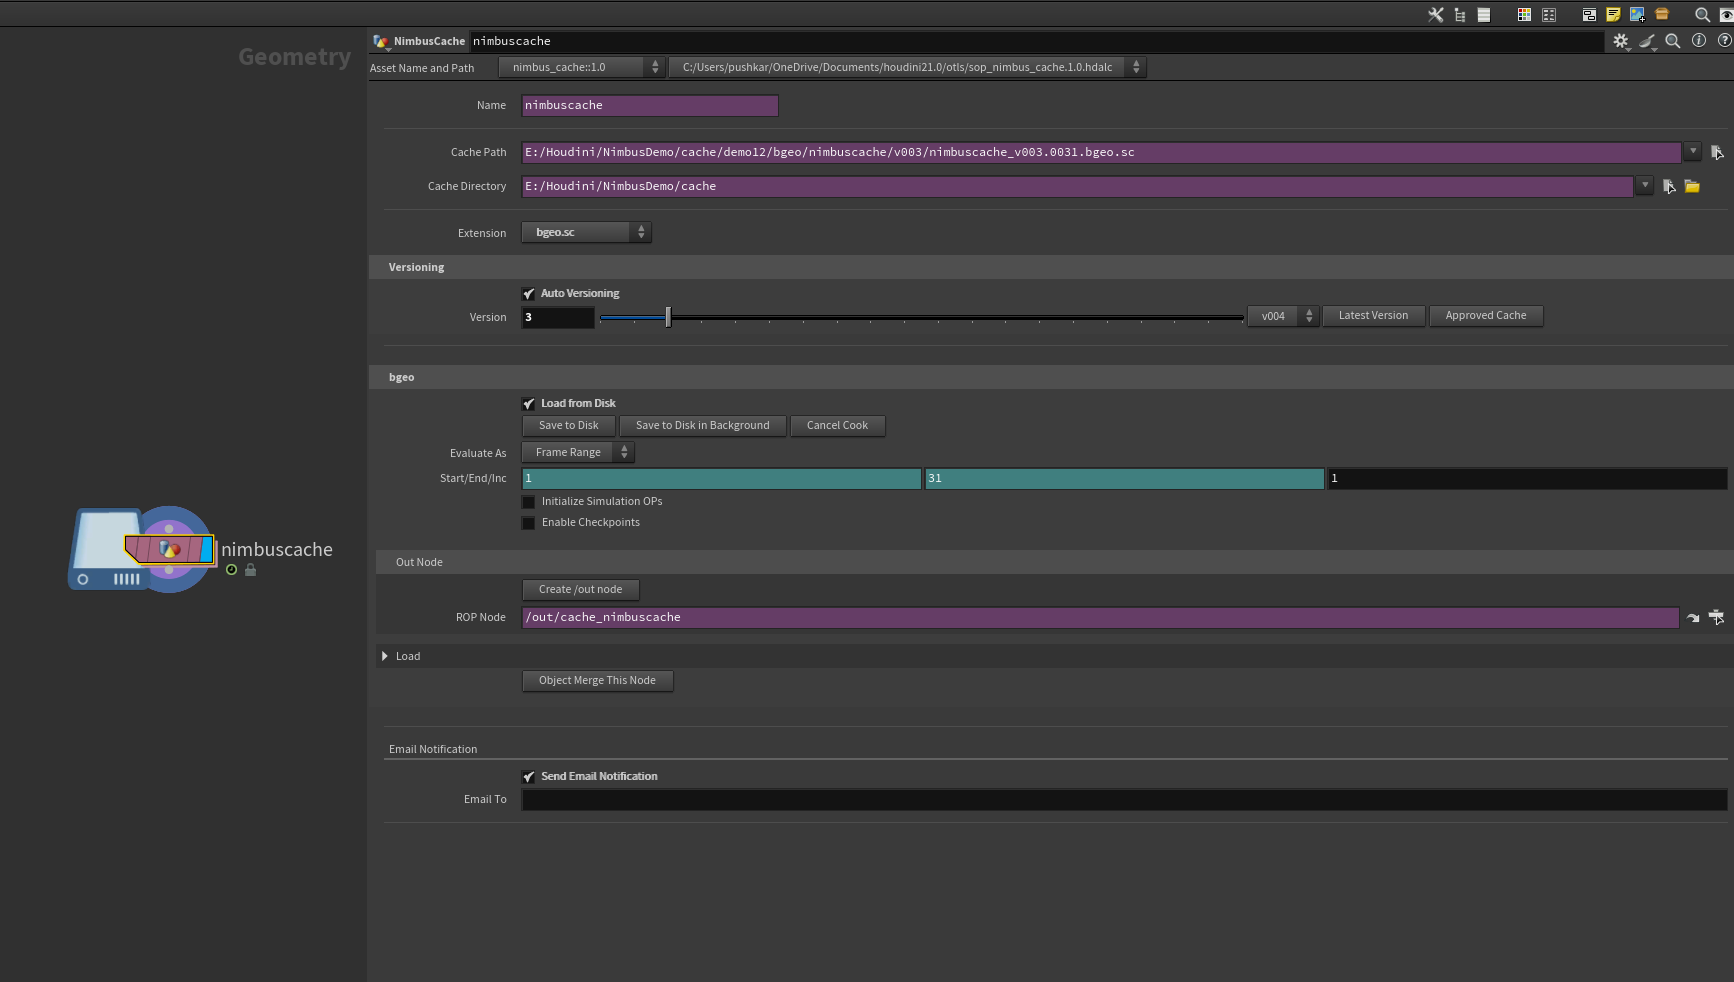 Geometry
NimbusCache nimbuscache
Asset Name and Path nimbus_cache::1.0 C:/Users/pushkar/OneDrive/Documents/houdini21.0/otls/sop_nimbus_cache.1.0.hdalc
Name nimbuscache
Cache Path E:/Houdini/NimbusDemo/cache/demo12/bgeo/nimbuscache/v003/nimbuscache_v003.0031.bgeo.sc
Cache Directory E:/Houdini/NimbusDemo/cache
Extension bgeo.sc
Versioning
Auto Versioning
Version 3 v004 Latest Version Approved Cache
bgeo
Load from Disk
Save to Disk Save to Disk in Background Cancel Cook
Evaluate As Frame Range
Start/End/Inc 1 31 1
Initialize Simulation OPs
Enable Checkpoints
nimbuscache
Out Node
Create /out node
ROP Node /out/cache_nimbuscache
Load
Object Merge This Node
Email Notification
Send Email Notification
Email To